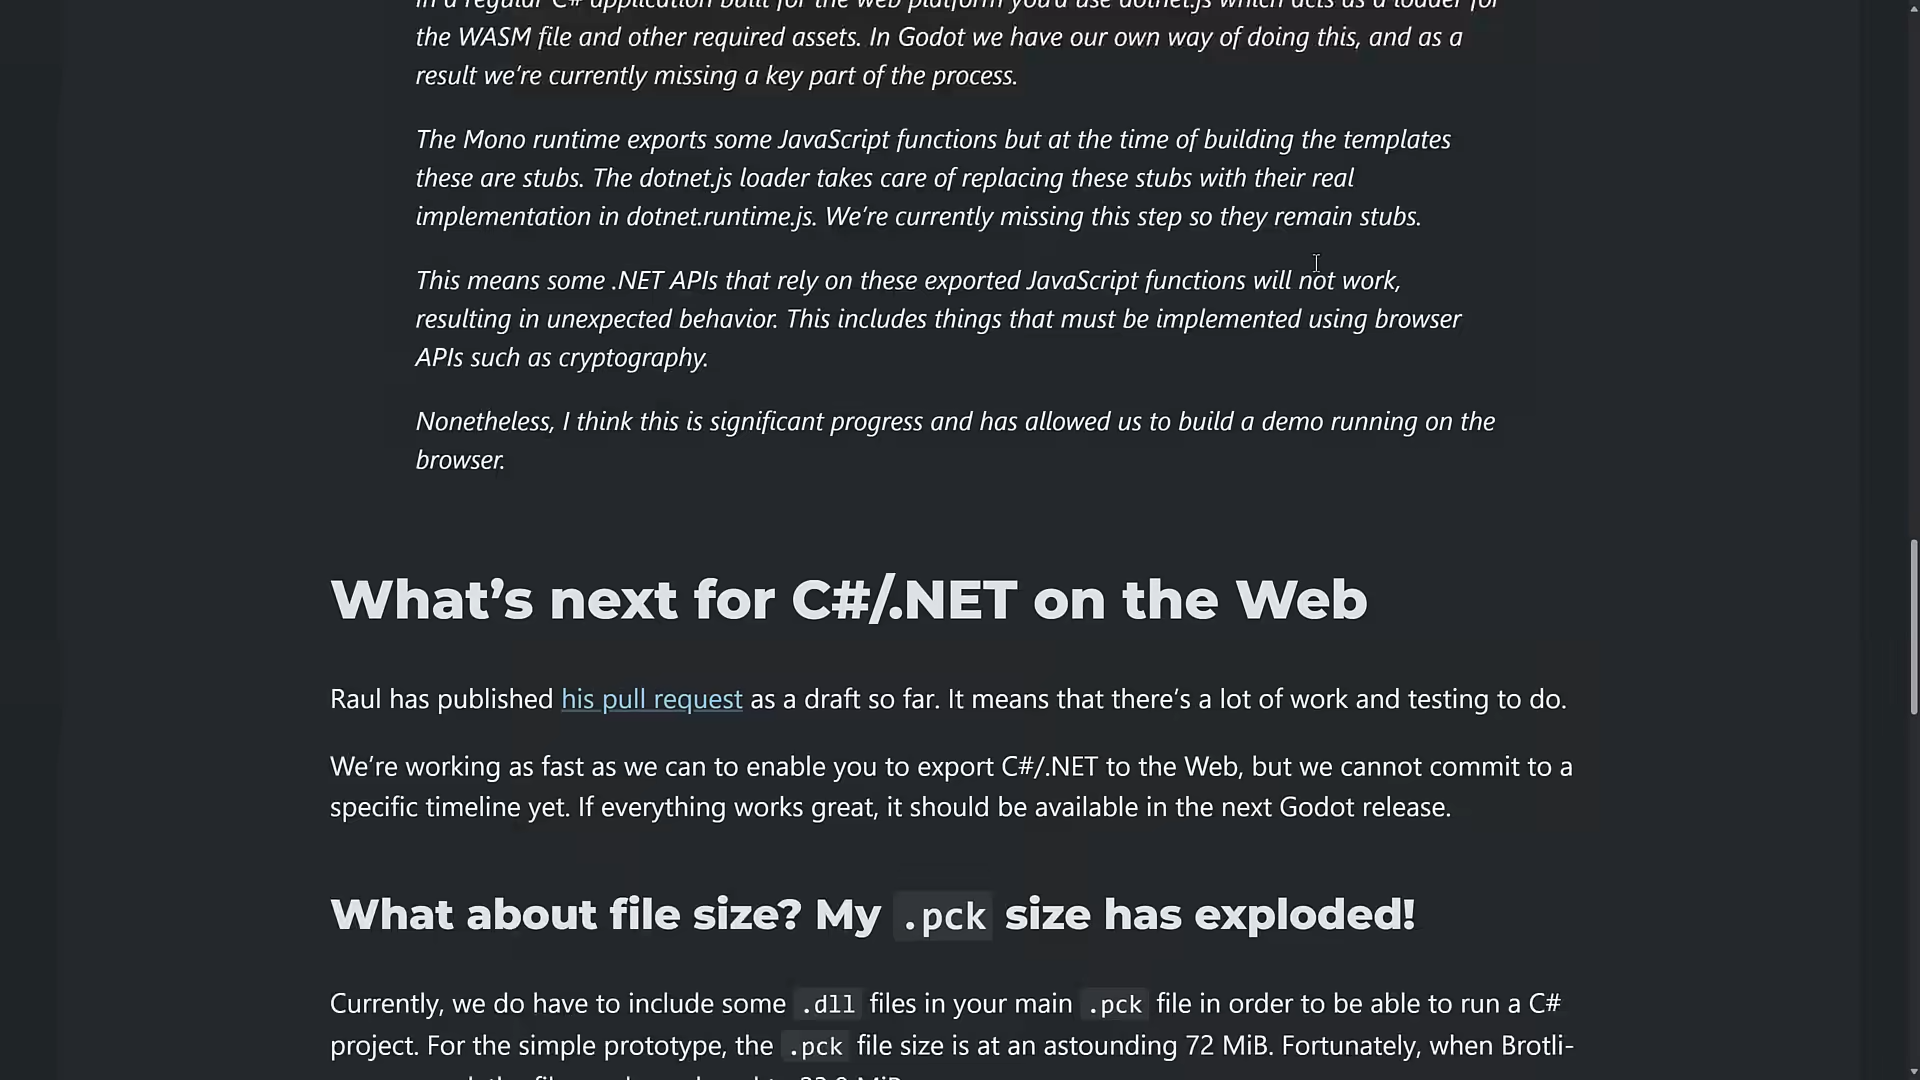 In a regular C# application built for the web platform you'd use dotnet.js which acts as a loader for
the WASM file and other required assets. In Godot we have our own way of doing this, and as a
result we’re currently missing a key part of the process.
The Mono runtime exports some JavaScript functions but at the time of building the templates
these are stubs. The dotnet.js loader takes care of replacing these stubs with their real
implementation in dotnet.runtime.js. We’re currently missing this step so they remain stubs.
This means some .NET APIs that rely on these exported JavaScript functions will not work,
resulting in unexpected behavior. This includes things that must be implemented using browser
APIs such as cryptography.
Nonetheless, I think this is significant progress and has allowed us to build a demo running on the
browser.
What’s next for C#/.NET on the Web
Raul has published his pull request as a draft so far. It means that there’s a lot of work and testing to do.
We’re working as fast as we can to enable you to export C#/.NET to the Web, but we cannot commit to a
specific timeline yet. If everything works great, it should be available in the next Godot release.
What about file size? My .pck size has exploded!
Currently, we do have to include some .dll files in your main .pck file in order to be able to run a C#
project. For the simple prototype, the .pck file size is at an astounding 72 MiB. Fortunately, when Brotli-